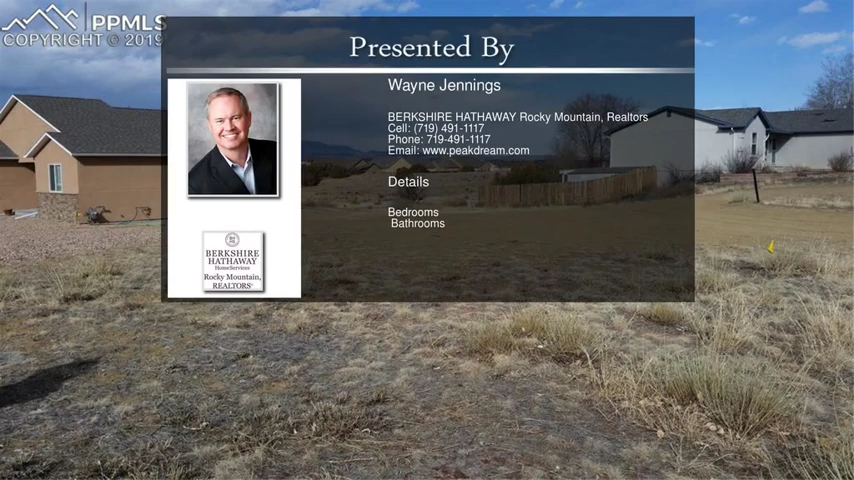 PPMLS
COPYRIGHT © 2019
Presented By
Wayne Jennings
BERKSHIRE HATHAWAY Rocky Mountain, Realtors
Cell: (719) 491-1117
Phone: 719-491-1117
Email: www.peakdream.com
Details
Bedrooms
Bathrooms
BERKSHIRE
HATHAWAY
HomeServices
Rocky Mountain,
REALTORS®